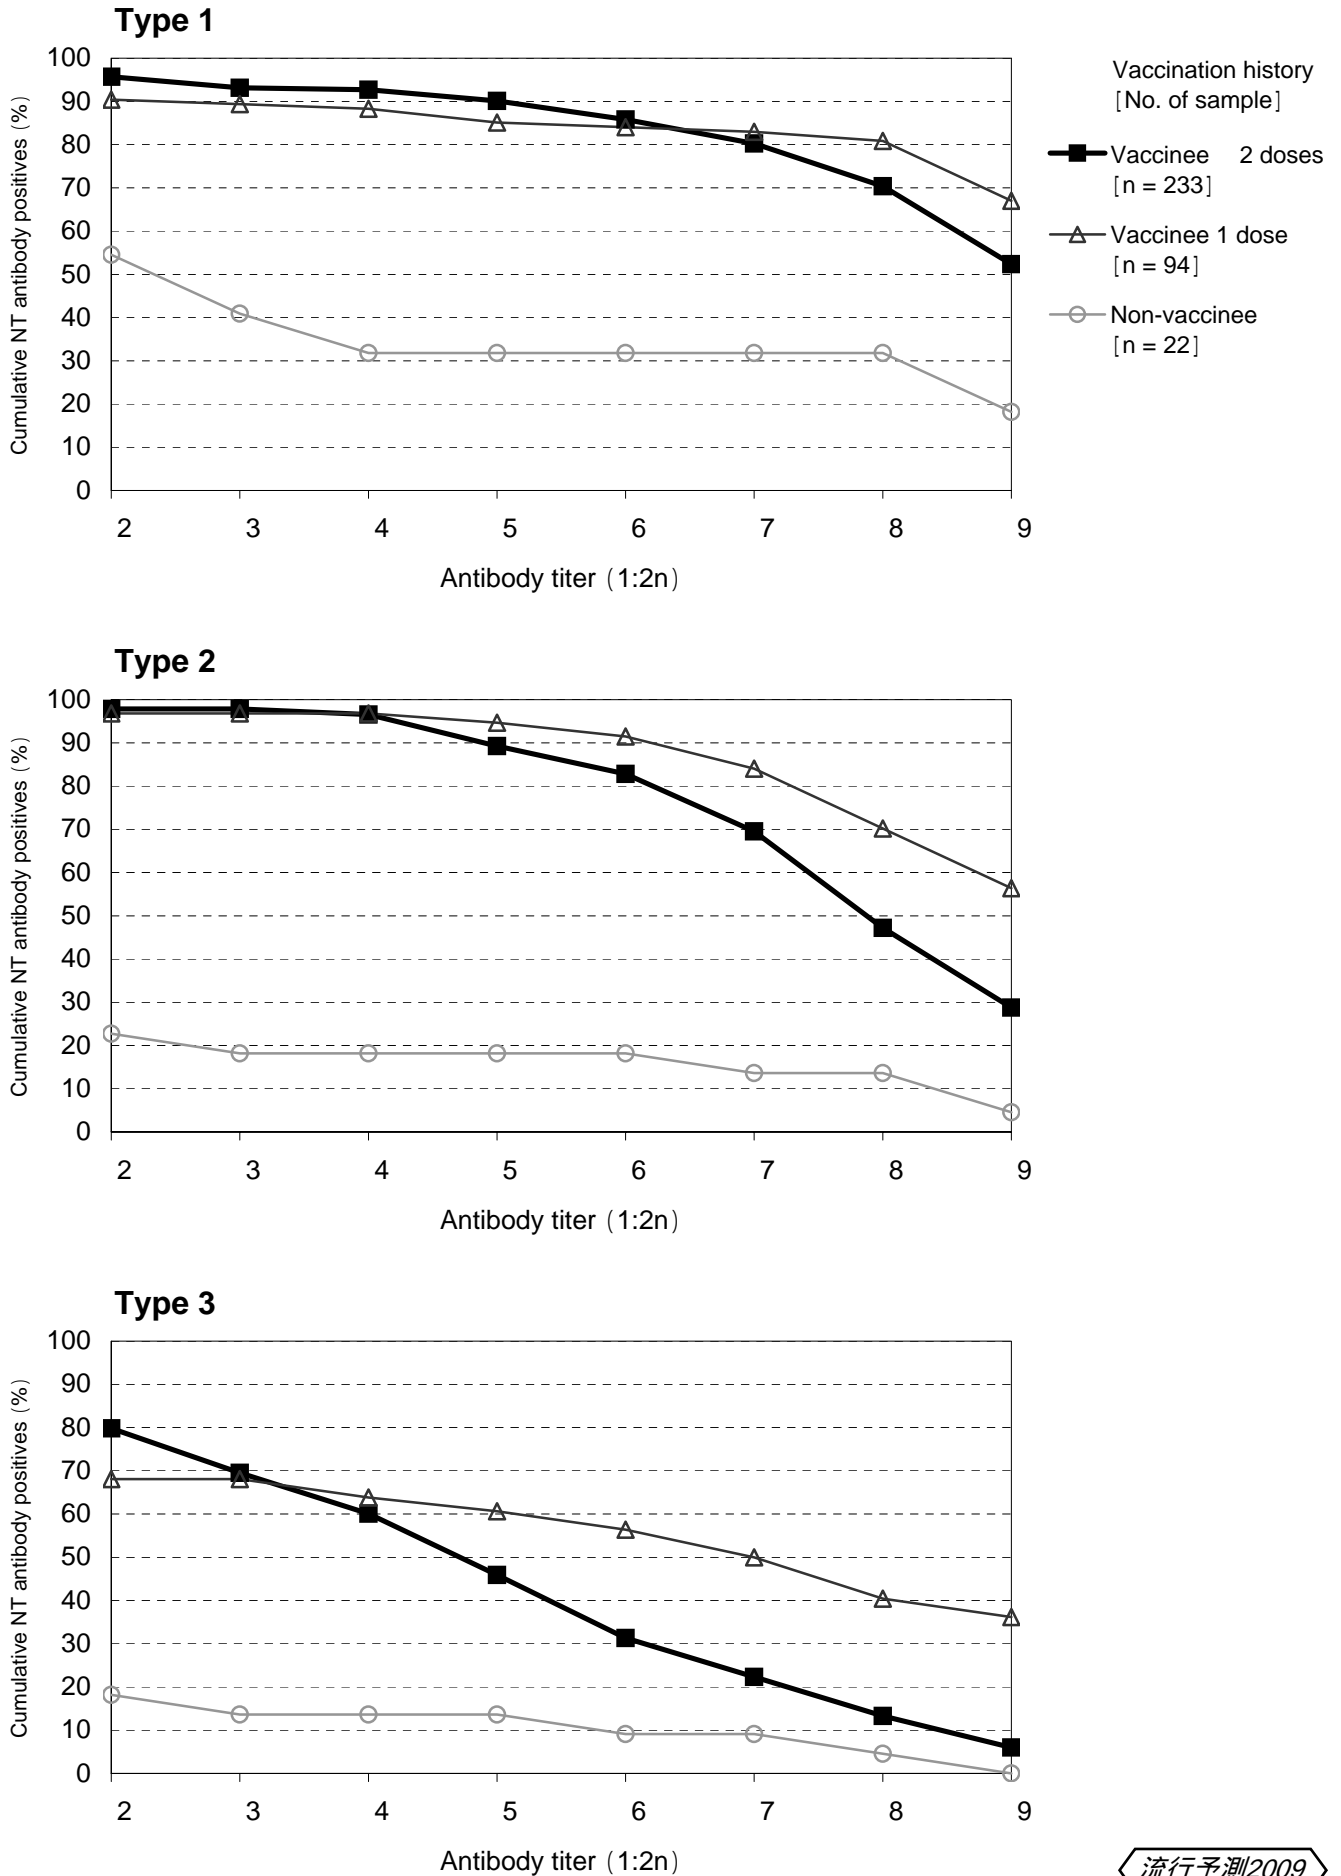 Type 1
Cumulative NT antibody positives (%)
100
90
80
70
60
50
40
30
20
10
0
2 3 4 5 6 7 8 9
Antibody titer (1:2n)
Vaccination history
[No. of sample]
Vaccinee 2 doses
[n = 233]
Vaccinee 1 dose
[n = 94]
Non-vaccinee
[n = 22]
Type 2
Cumulative NT antibody positives (%)
100
90
80
70
60
50
40
30
20
10
0
2 3 4 5 6 7 8 9
Antibody titer (1:2n)
Type 3
Cumulative NT antibody positives (%)
100
90
80
70
60
50
40
30
20
10
0
2 3 4 5 6 7 8 9
Antibody titer (1:2n)
流行予測2009